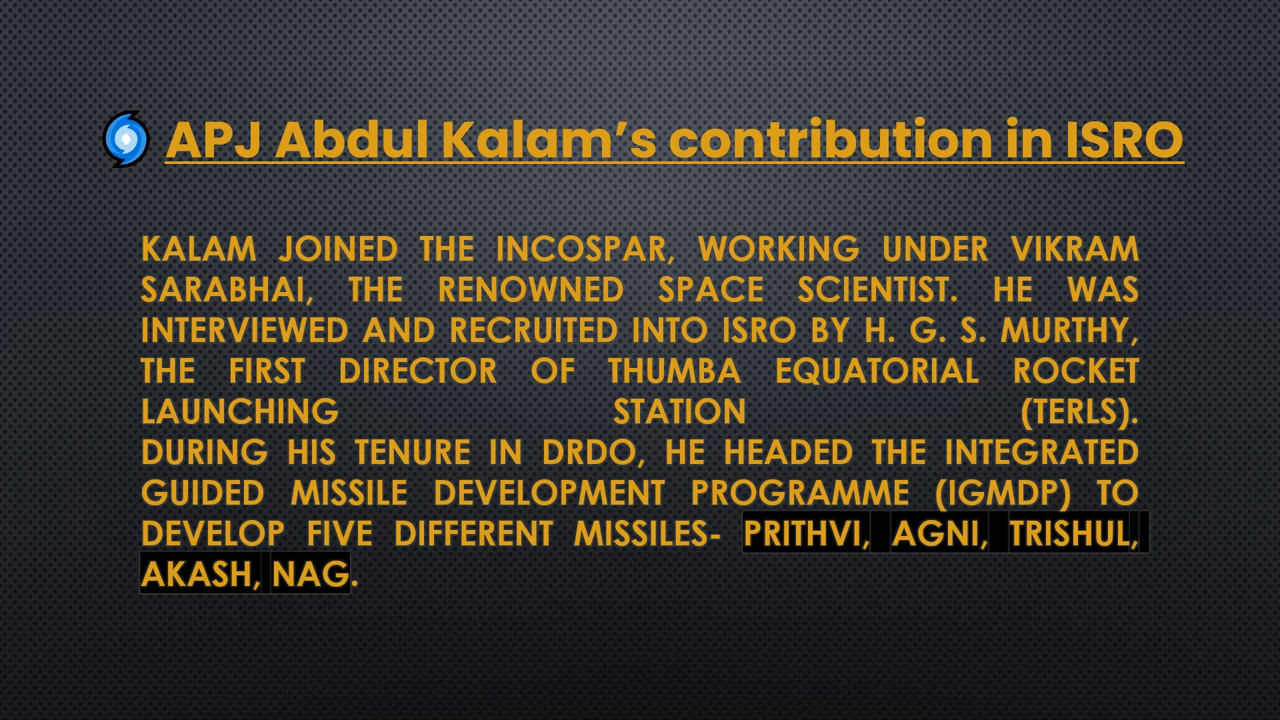 APJ Abdul Kalam’s contribution in ISRO
KALAM JOINED THE INCOSPAR, WORKING UNDER VIKRAM
SARABHAI, THE RENOWNED SPACE SCIENTIST. HE WAS
INTERVIEWED AND RECRUITED INTO ISRO BY H. G. S. MURTHY,
THE FIRST DIRECTOR OF THUMBA EQUATORIAL ROCKET
LAUNCHING STATION (TERLS).
DURING HIS TENURE IN DRDO, HE HEADED THE INTEGRATED
GUIDED MISSILE DEVELOPMENT PROGRAMME (IGMDP) TO
DEVELOP FIVE DIFFERENT MISSILES- PRITHVI, AGNI, TRISHUL,
AKASH, NAG.